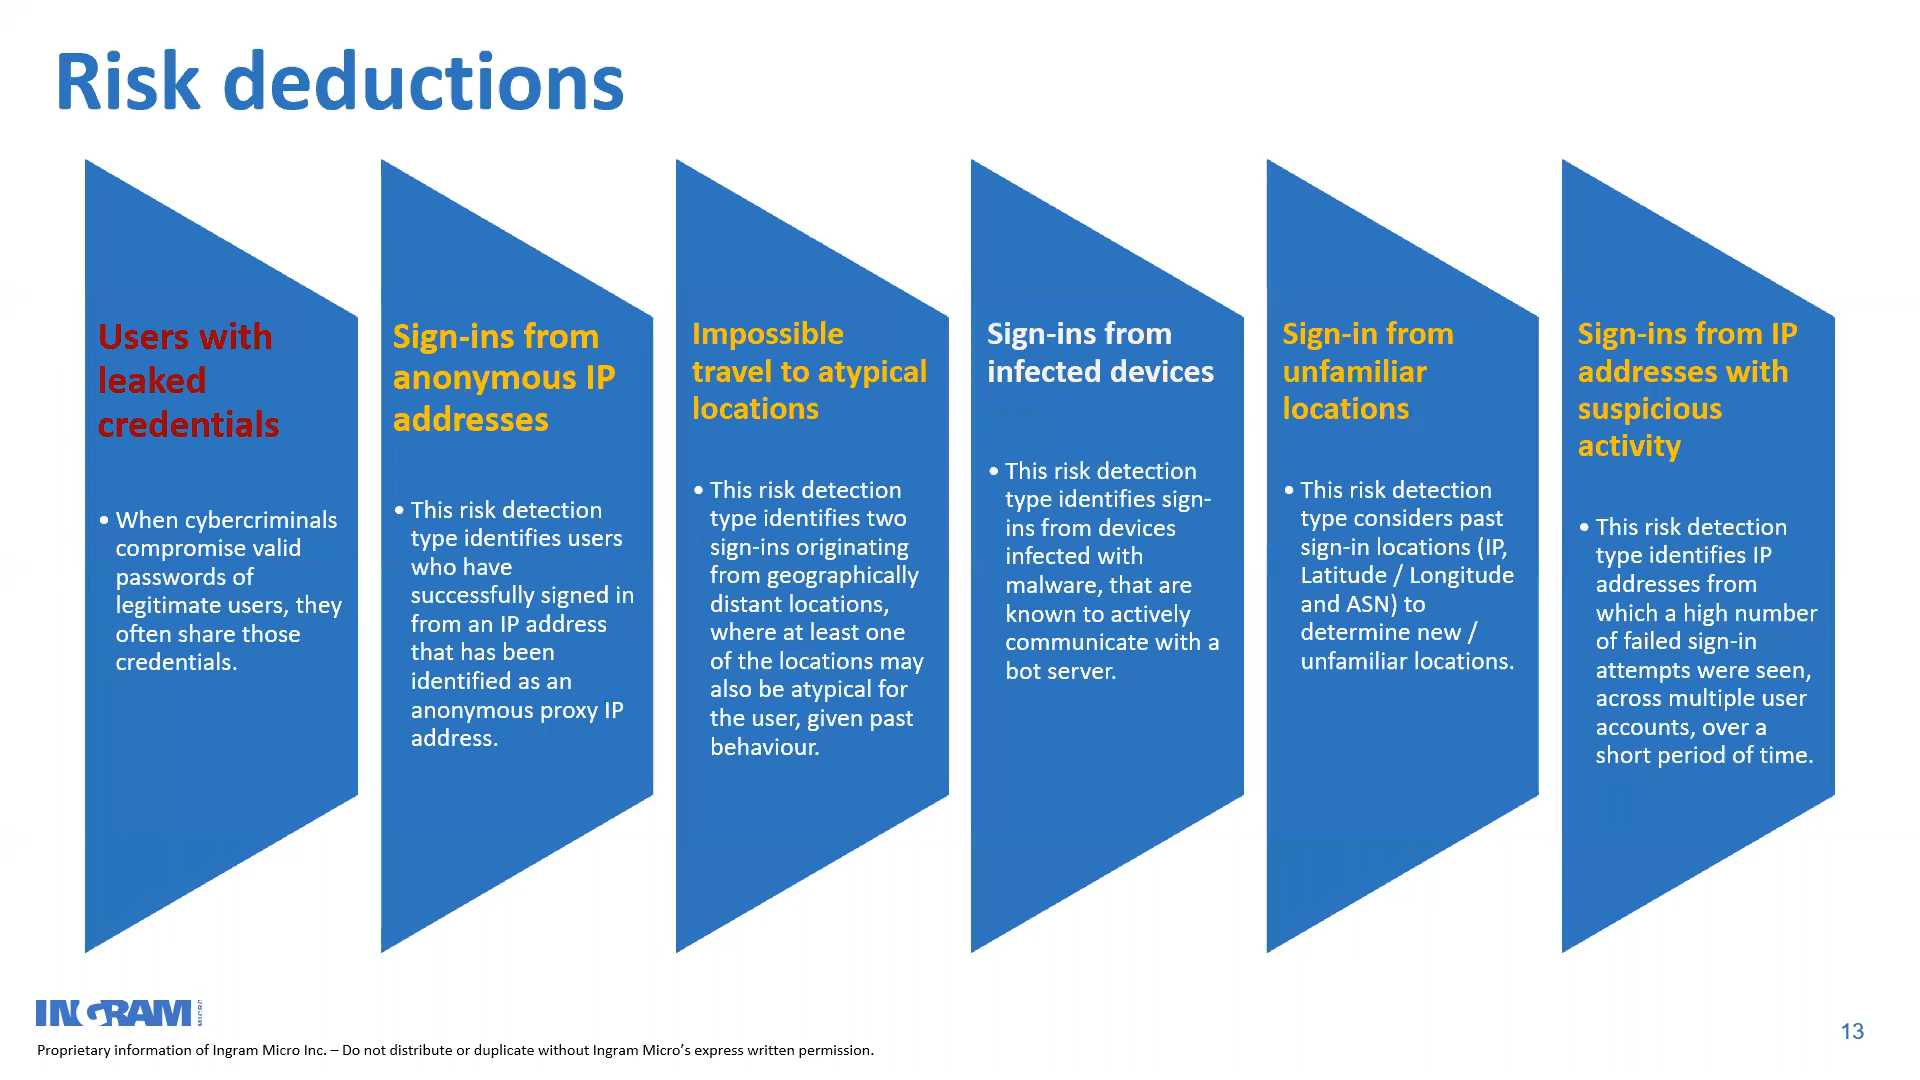 Risk deductions
Users with
leaked
credentials
• When cybercriminals
compromise valid
passwords of
legitimate users, they
often share those
credentials.
Sign-ins from
anonymous IP
addresses
• This risk detection
type identifies users
who have
successfully signed in
from an IP address
that has been
identified as an
anonymous proxy IP
address.
Impossible
travel to atypical
locations
• This risk detection
type identifies two
sign-ins originating
from geographically
distant locations,
where at least one
of the locations may
also be atypical for
the user, given past
behaviour.
Sign-ins from
infected devices
• This risk detection
type identifies sign-
ins from devices
infected with
malware, that are
known to actively
communicate with a
bot server.
Sign-in from
unfamiliar
locations
• This risk detection
type considers past
sign-in locations (IP,
Latitude / Longitude
and ASN) to
determine new /
unfamiliar locations.
Sign-ins from IP
addresses with
suspicious
activity
• This risk detection
type identifies IP
addresses from
which a high number
of failed sign-in
attempts were seen,
across multiple user
accounts, over a
short period of time.
INGRAM MICRO
Proprietary information of Ingram Micro Inc. – Do not distribute or duplicate without Ingram Micro's express written permission.
13